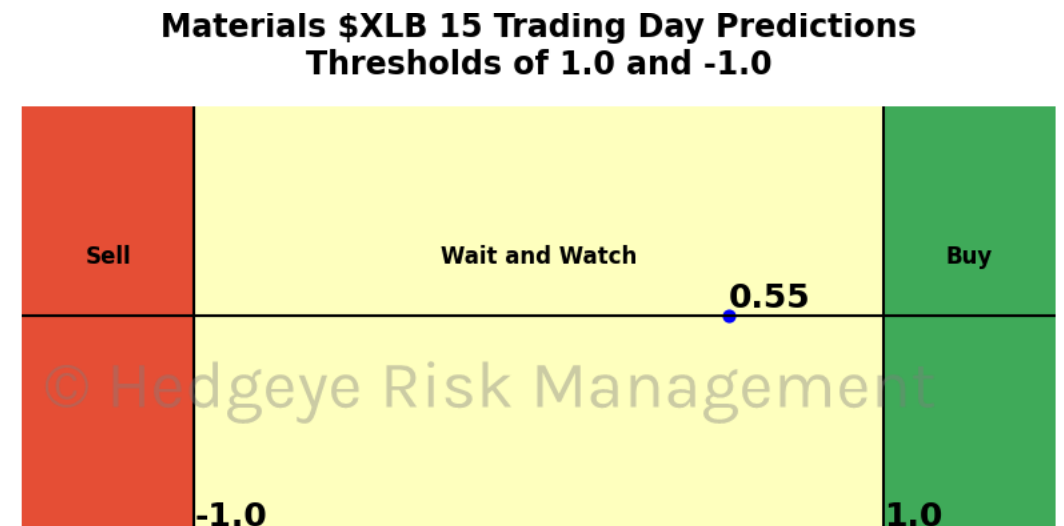 Materials $XLB 15 Trading Day Predictions
Thresholds of 1.0 and -1.0
Sell
Wait and Watch
Buy
0.55
© Hedgeye Risk Management
-1.0
1.0